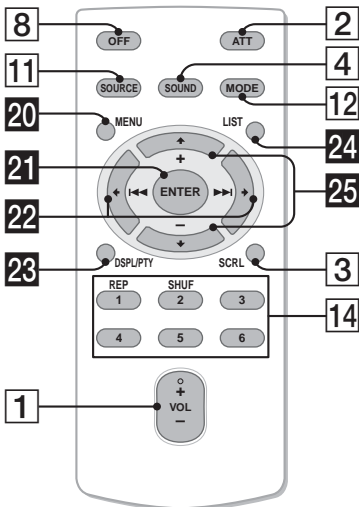 8 OFF ATT 2
11 SOURCE SOUND MODE 4
12
20 MENU LIST 24
+
21 ENTER
22 25
−
23 DSPL/PTY SCRL 3
REP SHUF
1 2 3 14
4 5 6
+
1 VOL
−